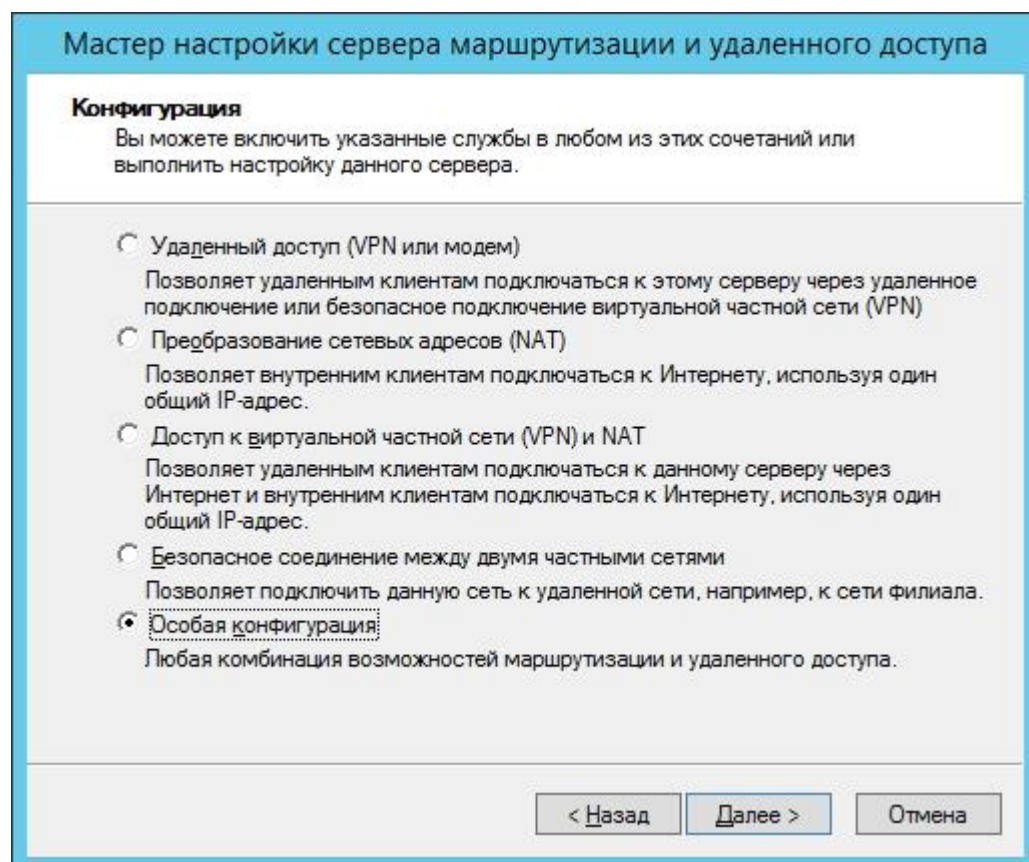 Мастер настройки сервера маршрутизации и удаленного доступа
Конфигурация
Вы можете включить указанные службы в любом из этих сочетаний или
выполнить настройку данного сервера.
Удаленный доступ (VPN или модем)
Позволяет удаленным клиентам подключаться к этому серверу через удаленное
подключение или безопасное подключение виртуальной частной сети (VPN)
Преобразование сетевых адресов (NAT)
Позволяет внутренним клиентам подключаться к Интернету, используя один
общий IP-адрес.
Доступ к виртуальной частной сети (VPN) и NAT
Позволяет удаленным клиентам подключаться к данному серверу через
Интернет и внутренним клиентам подключаться к Интернету, используя один
общий IP-адрес.
Безопасное соединение между двумя частными сетями
Позволяет подключить данную сеть к удаленной сети, например, к сети филиала.
Особая конфигурация
Любая комбинация возможностей маршрутизации и удаленного доступа.
< Назад Далее > Отмена